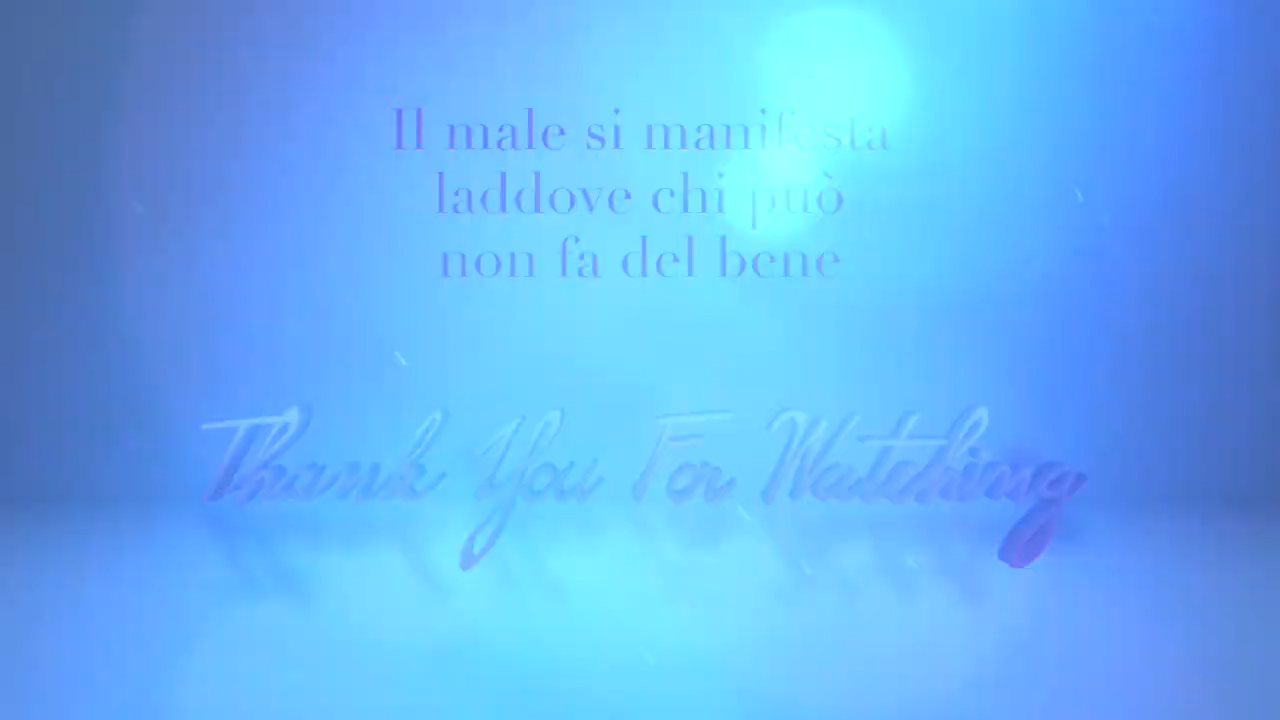 Il male si manifesta
laddove chi può
non fa del bene
Thank You For Watching